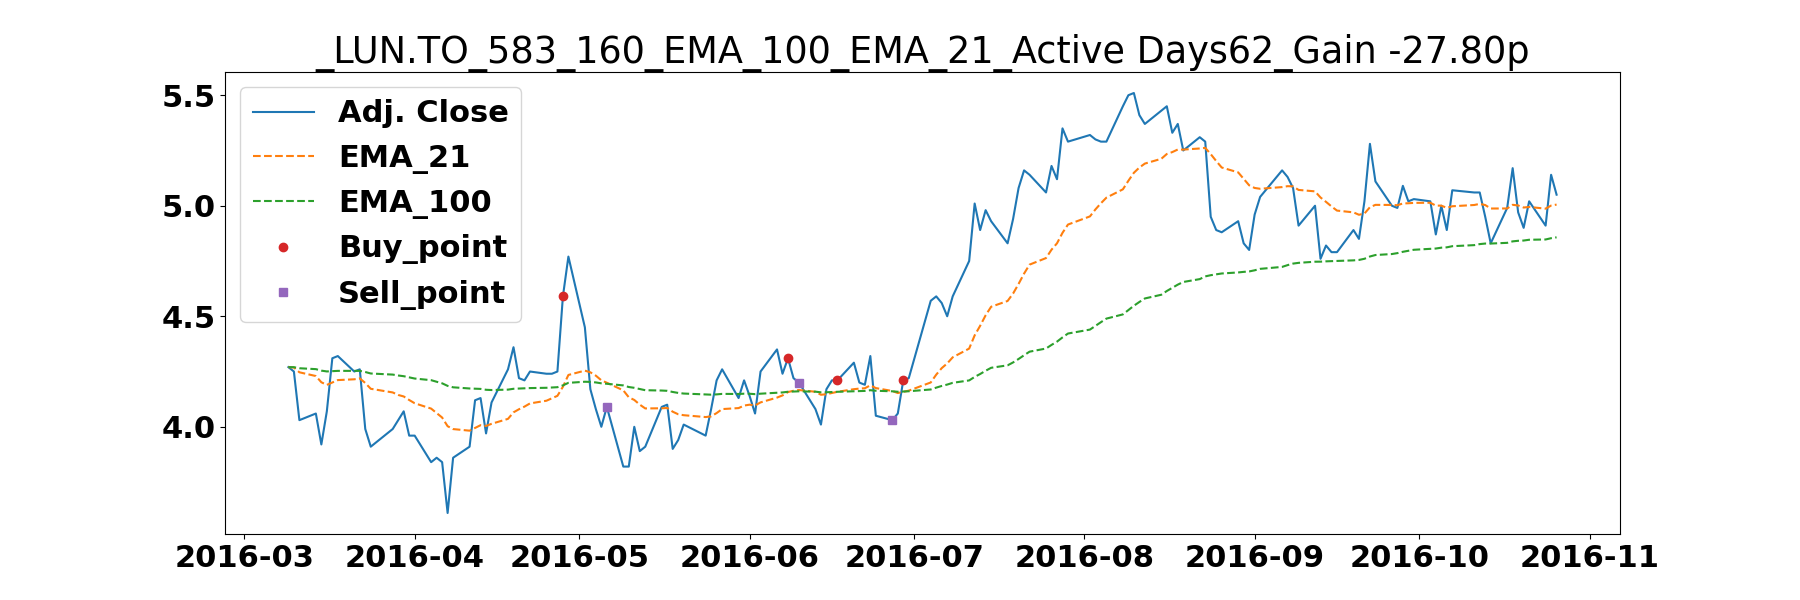 _LUN.TO_583_160_EMA_100_EMA_21_Active Days62_Gain -27.80p
5.5
5.0
4.5
4.0
Adj. Close
EMA_21
EMA_100
Buy_point
Sell_point
2016-03 2016-04 2016-05 2016-06 2016-07 2016-08 2016-09 2016-10 2016-11